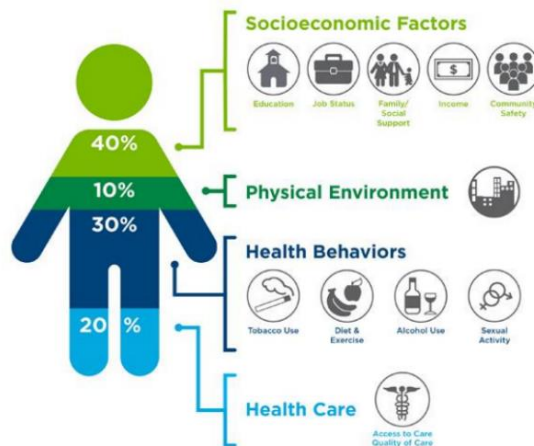 Socioeconomic Factors
$
Education
Job Status
Family/
Social
Support
Income
Community
Safety
40%
10%
Physical Environment
30%
Health Behaviors
Tobacco Use
Diet &
Exercise
Alcohol Use
Sexual
Activity
20 %
Health Care
Access to Care
Quality of Care